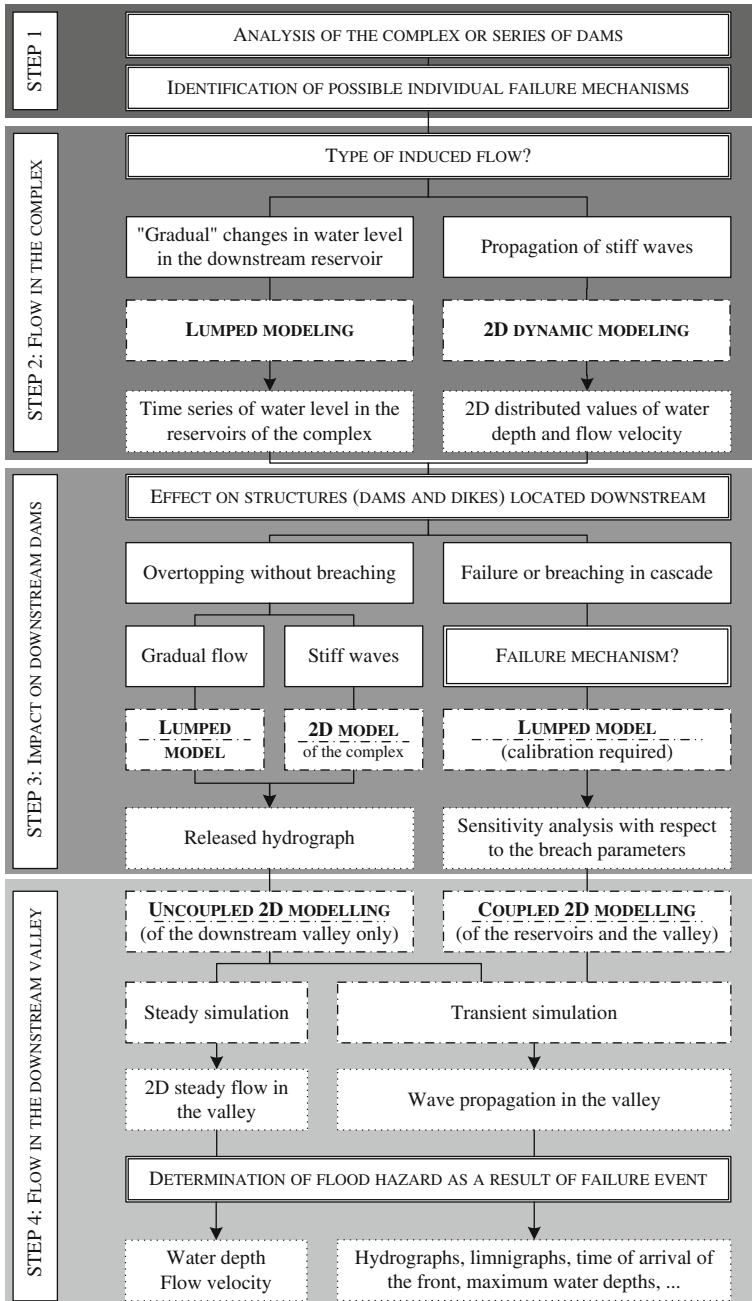 STEP 1
ANALYSIS OF THE COMPLEX OR SERIES OF DAMS
IDENTIFICATION OF POSSIBLE INDIVIDUAL FAILURE MECHANISMS
STEP 2: FLOW IN THE COMPLEX
TYPE OF INDUCED FLOW?
"Gradual" changes in water level
in the downstream reservoir
Propagation of stiff waves
LUMPED MODELING
2D DYNAMIC MODELING
Time series of water level in the
reservoirs of the complex
2D distributed values of water
depth and flow velocity
STEP 3: IMPACT ON DOWNSTREAM DAMS
EFFECT ON STRUCTURES (DAMS AND DIKES) LOCATED DOWNSTREAM
Overtopping without breaching
Failure or breaching in cascade
Gradual flow
Stiff waves
FAILURE MECHANISM?
LUMPED
MODEL
2D MODEL
of the complex
LUMPED MODEL
(calibration required)
Released hydrograph
Sensitivity analysis with respect
to the breach parameters
STEP 4: FLOW IN THE DOWNSTREAM VALLEY
UNCOUPLED 2D MODELLING
(of the downstream valley only)
COUPLED 2D MODELLING
(of the reservoirs and the valley)
Steady simulation
Transient simulation
2D steady flow in
the valley
Wave propagation in the valley
DETERMINATION OF FLOOD HAZARD AS A RESULT OF FAILURE EVENT
Water depth
Flow velocity
Hydrographs, limnigraphs, time of arrival of
the front, maximum water depths, ...